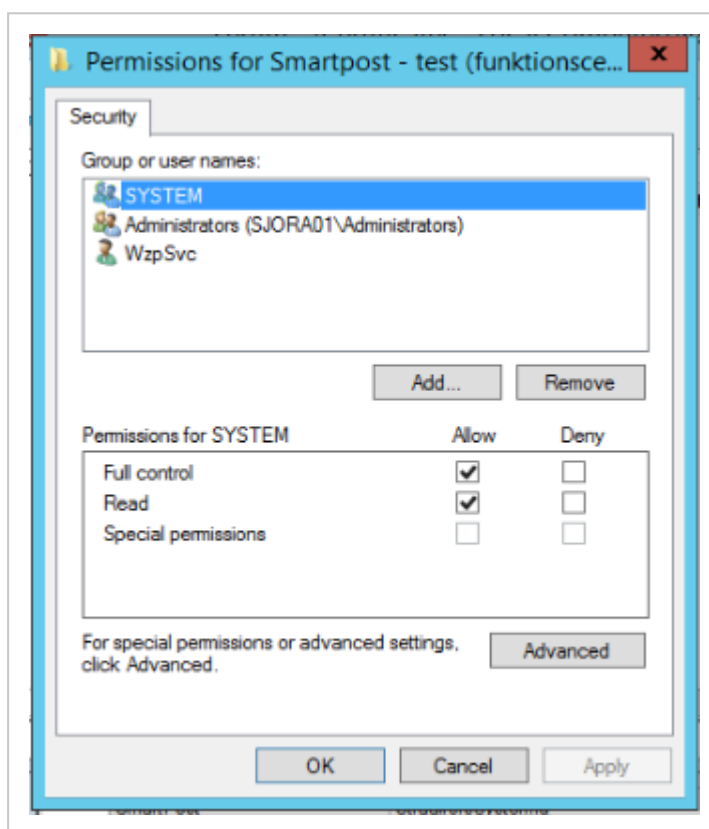 Permissions for Smartpost - test (funktionsce...
x
Security
Group or user names:
SYSTEM
Administrators (SJORA01\Administrators)
WzpSvc
Add...
Remove
Permissions for SYSTEM Allow Deny
Full control
Read
Special permissions
For special permissions or advanced settings,
click Advanced.
Advanced
OK
Cancel
Apply